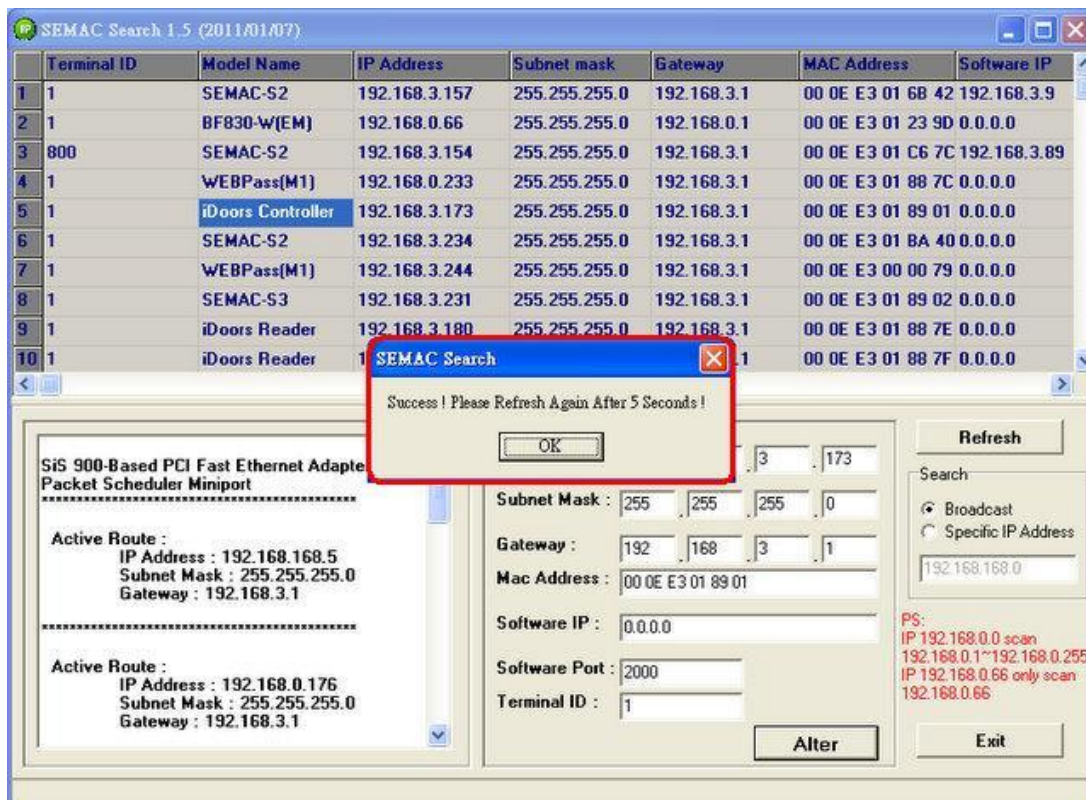 SEMAC Search 1.5 (2011/01/07)
Terminal ID Model Name IP Address Subnet mask Gateway MAC Address Software IP
1 1 SEMAC-S2 192.168.3.157 255.255.255.0 192.168.3.1 00 0E E3 01 6B 42 192.168.3.9
2 1 BF830-W(EM) 192.168.0.66 255.255.255.0 192.168.0.1 00 0E E3 01 23 9D 0.0.0.0
3 800 SEMAC-S2 192.168.3.154 255.255.255.0 192.168.3.1 00 0E E3 01 C6 7C 192.168.3.89
4 1 WEBPass(M1) 192.168.0.233 255.255.255.0 192.168.3.1 00 0E E3 01 88 7C 0.0.0.0
5 1 iDoors Controller 192.168.3.173 255.255.255.0 192.168.3.1 00 0E E3 01 89 01 0.0.0.0
6 1 SEMAC-S2 192.168.3.234 255.255.255.0 192.168.3.1 00 0E E3 01 BA 40 0.0.0.0
7 1 WEBPass(M1) 192.168.3.244 255.255.255.0 192.168.3.1 00 0E E3 00 00 79 0.0.0.0
8 1 SEMAC-S3 192.168.3.231 255.255.255.0 192.168.3.1 00 0E E3 01 89 02 0.0.0.0
9 1 iDoors Reader 192.168.3.180 255.255.255.0 192.168.3.1 00 0E E3 01 88 7E 0.0.0.0
10 1 iDoors Reader 1 00 0E E3 01 88 7F 0.0.0.0
SEMAC Search
Success ! Please Refresh Again After 5 Seconds !
OK
SiS 900-Based PCI Fast Ethernet Adapte
Packet Scheduler Miniport
******************************************
Active Route :
IP Address : 192.168.168.5
Subnet Mask : 255.255.255.0
Gateway : 192.168.3.1
******************************************
Active Route :
IP Address : 192.168.0.176
Subnet Mask : 255.255.255.0
Gateway : 192.168.3.1
. 3 . 173
Subnet Mask : 255 . 255 . 255 . 0
Gateway : 192 . 168 . 3 . 1
Mac Address : 00 0E E3 01 89 01
Software IP : 0.0.0.0
Software Port : 2000
Terminal ID : 1
Alter
Refresh
Search
Broadcast
Specific IP Address
192.168.168.0
PS:
IP 192.168.0.0 scan
192.168.0.1~192.168.0.255
IP 192.168.0.66 only scan
192.168.0.66
Exit